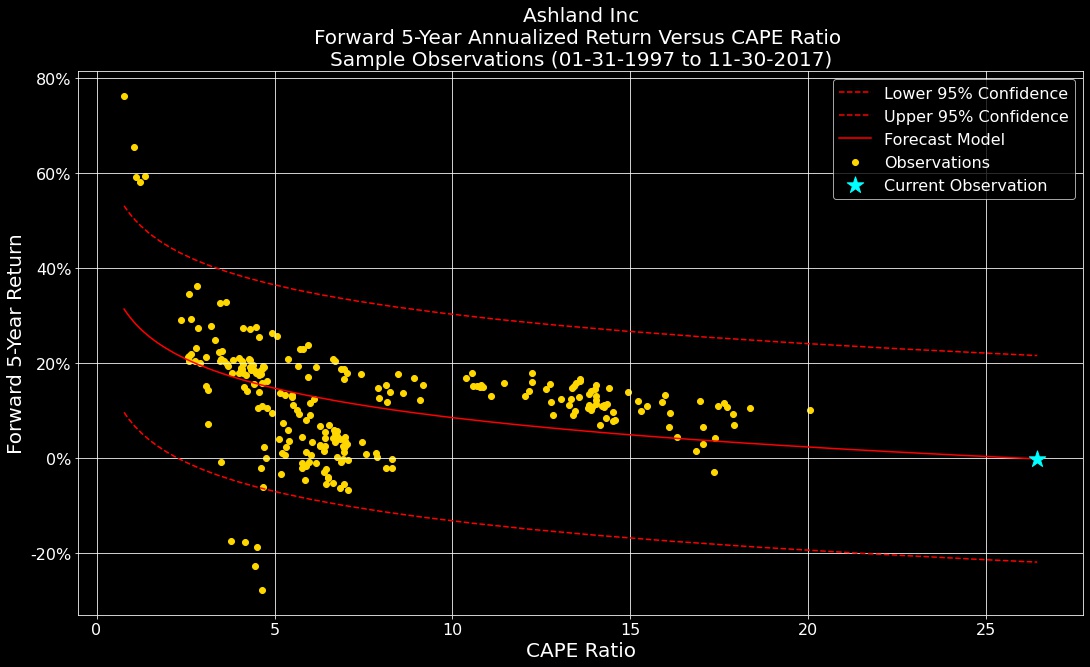 Ashland Inc
Forward 5-Year Annualized Return Versus CAPE Ratio
Sample Observations (01-31-1997 to 11-30-2017)
Lower 95% Confidence
Upper 95% Confidence
Forecast Model
Observations
Current Observation
Forward 5-Year Return
80%
60%
40%
20%
0%
-20%
0
5
10
15
20
25
CAPE Ratio